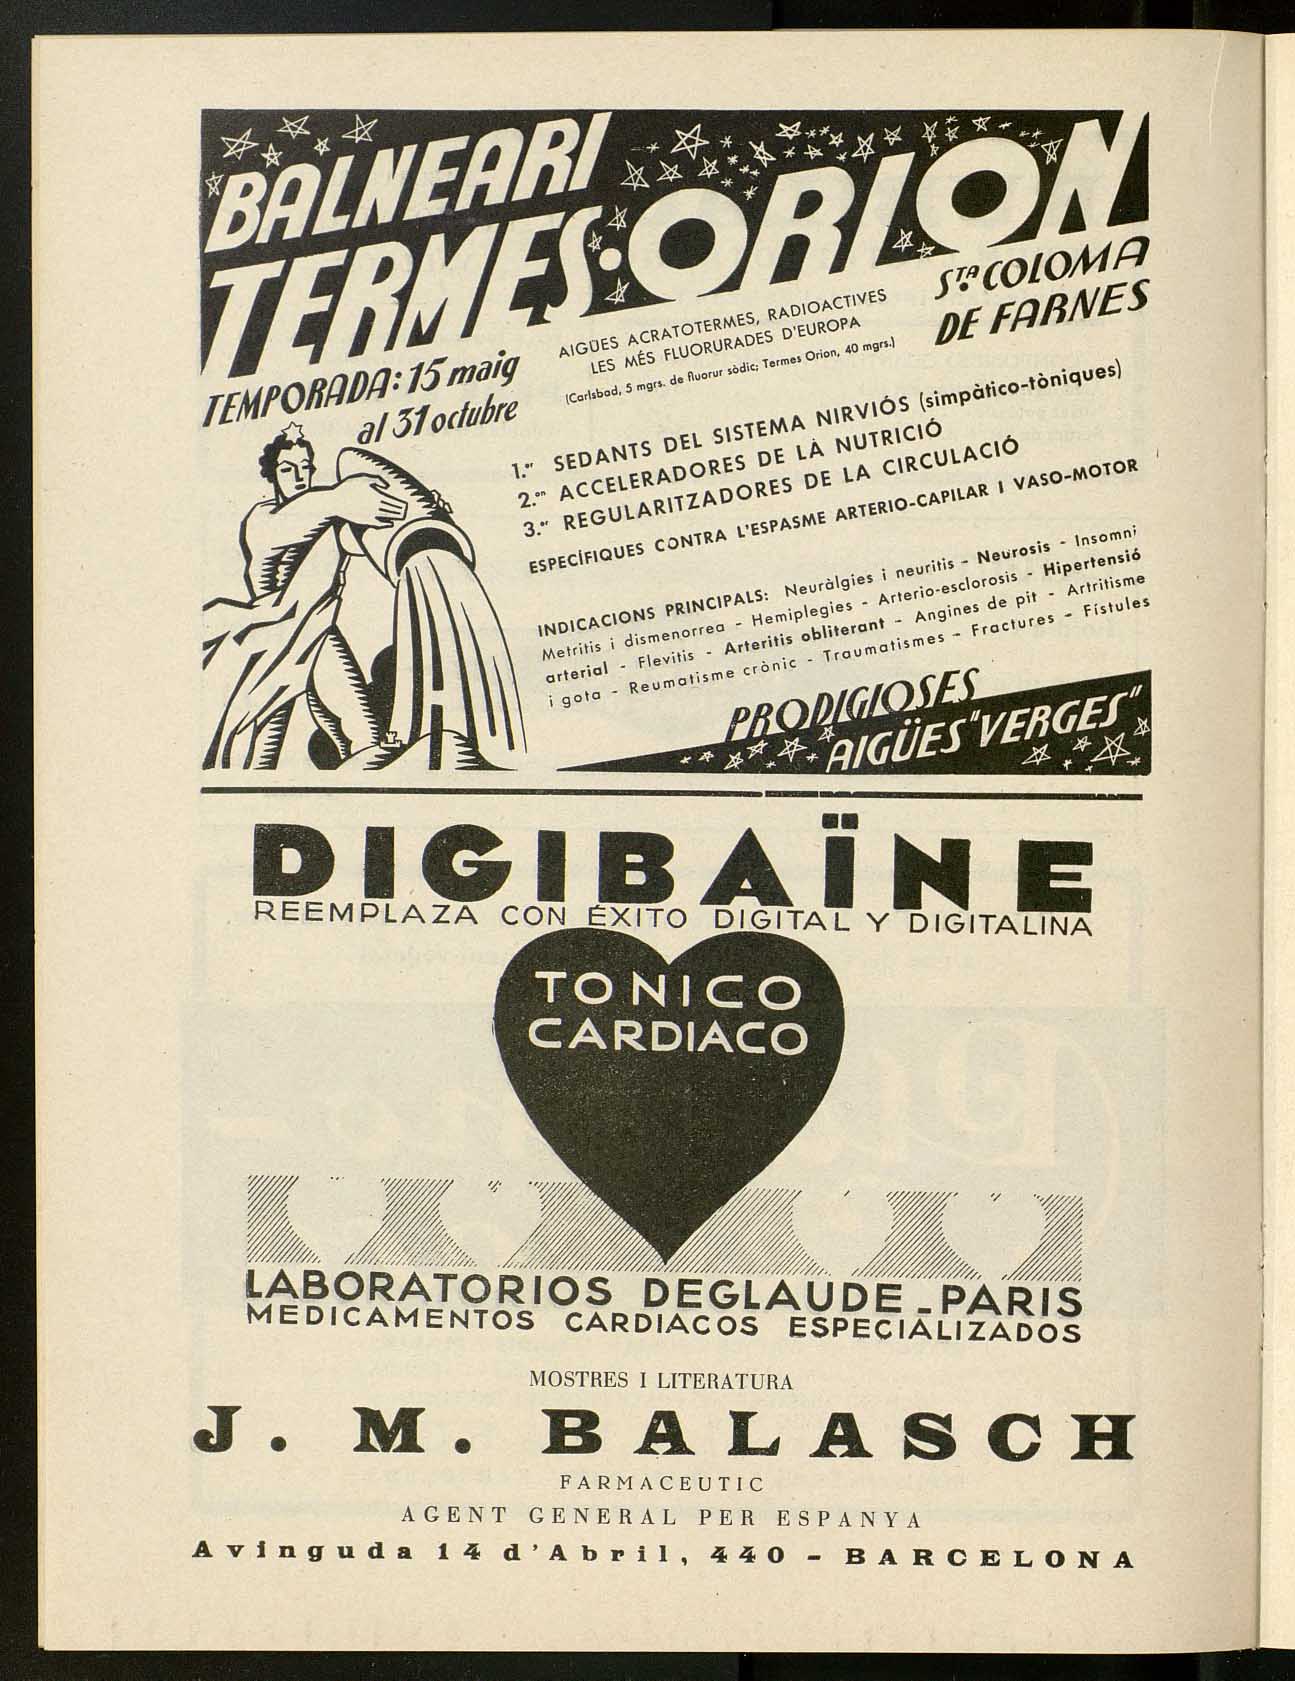 BALNEARI
TERMES·ORION
STA COLOMA
DE FARNES
TEMPORADA: 15 maig
al 31 octubre
AIGÜES ACRATOTERMES, RADIOACTIVES
LES MÉS FLUORURADES D'EUROPA
(Carlsbad, 5 mgrs. de fluorur sòdic; Termes Orion, 40 mgrs.)
1.er SEDANTS DEL SISTEMA NIRVIÓS (simpàtico-tòniques)
2.on ACCELERADORES DE LA NUTRICIÓ
3.er REGULARITZADORES DE LA CIRCULACIÓ
ESPECÍFIQUES CONTRA L'ESPASME ARTERIO-CAPILAR I VASO-MOTOR
INDICACIONS PRINCIPALS: Neuràlgies i neuritis - Neurosis - Insomni
Metritis i dismenorrea - Hemiplegies - Arterio-esclorosis - Hipertensió
arterial - Flevitis - Arteritis obliterant - Angines de pit - Artritisme
i gota - Reumatisme crònic - Traumatismes - Fractures - Fístules
PRODIGIOSES
AIGÜES "VERGES"
DIGIBAÏNE
REEMPLAZA CON ÉXITO DIGITAL Y DIGITALINA
TONICO
CARDIACO
LABORATORIOS DEGLAUDE - PARIS
MEDICAMENTOS CARDIACOS ESPECIALIZADOS
MOSTRES I LITERATURA
J. M. BALASCH
FARMACEUTIC
AGENT GENERAL PER ESPANYA
Avinguda 14 d'Abril, 440 - BARCELONA